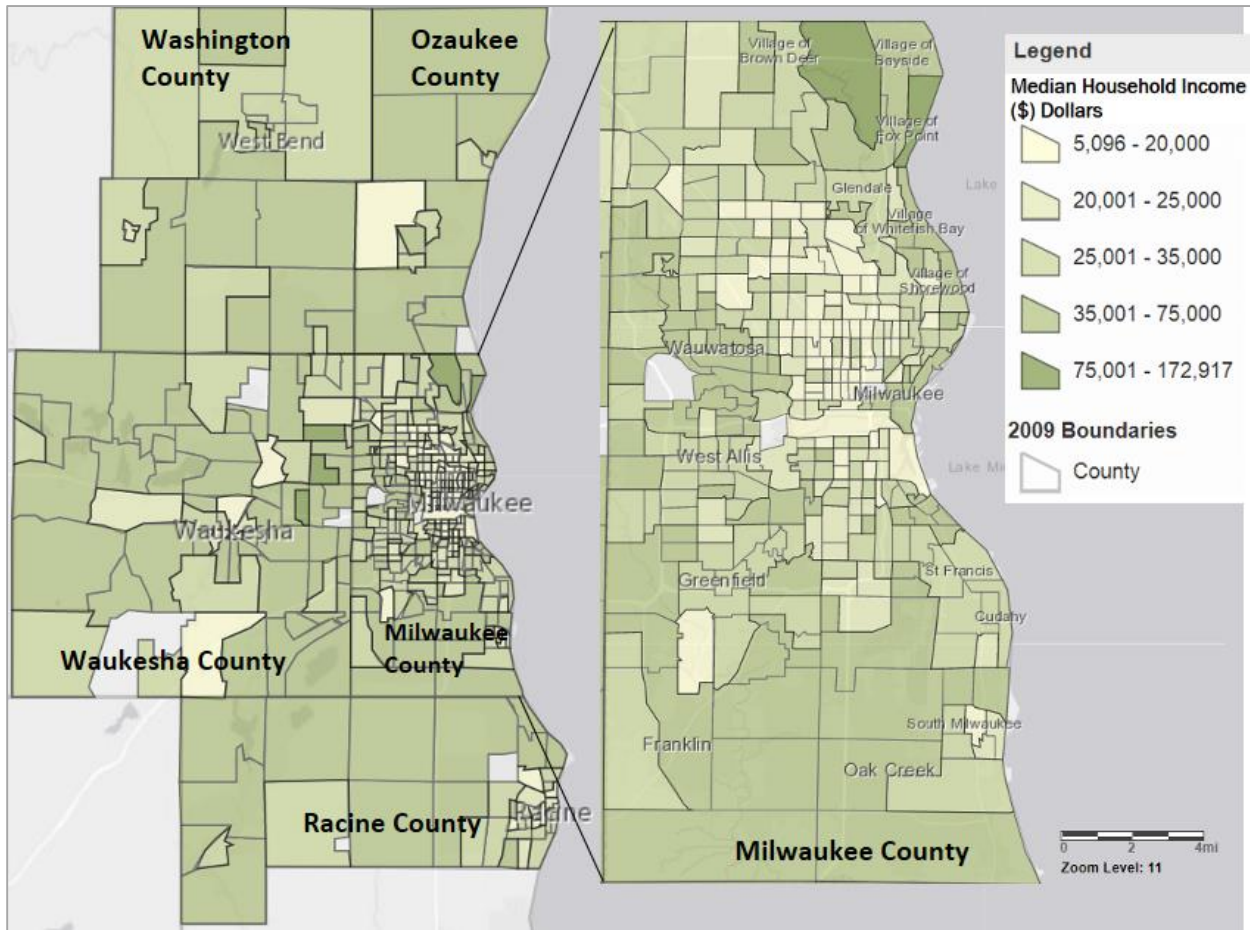 Washington
County
Ozaukee
County
West Bend
Waukesha
Milwaukee
Waukesha County
Milwaukee
County
Racine County
Racine
Village of
Brown Deer
Village of
Bayside
Village of
Fox Point
Lake
Glendale
Village
of Whitefish Bay
Village of
Shorewood
Wauwatosa
Milwaukee
West Allis
Lake Mi
Greenfield
St Francis
Cudahy
South Milwaukee
Franklin
Oak Creek
Milwaukee County
Legend
Median Household Income
($) Dollars
5,096 - 20,000
20,001 - 25,000
25,001 - 35,000
35,001 - 75,000
75,001 - 172,917
2009 Boundaries
County
0 2 4mi
Zoom Level: 11